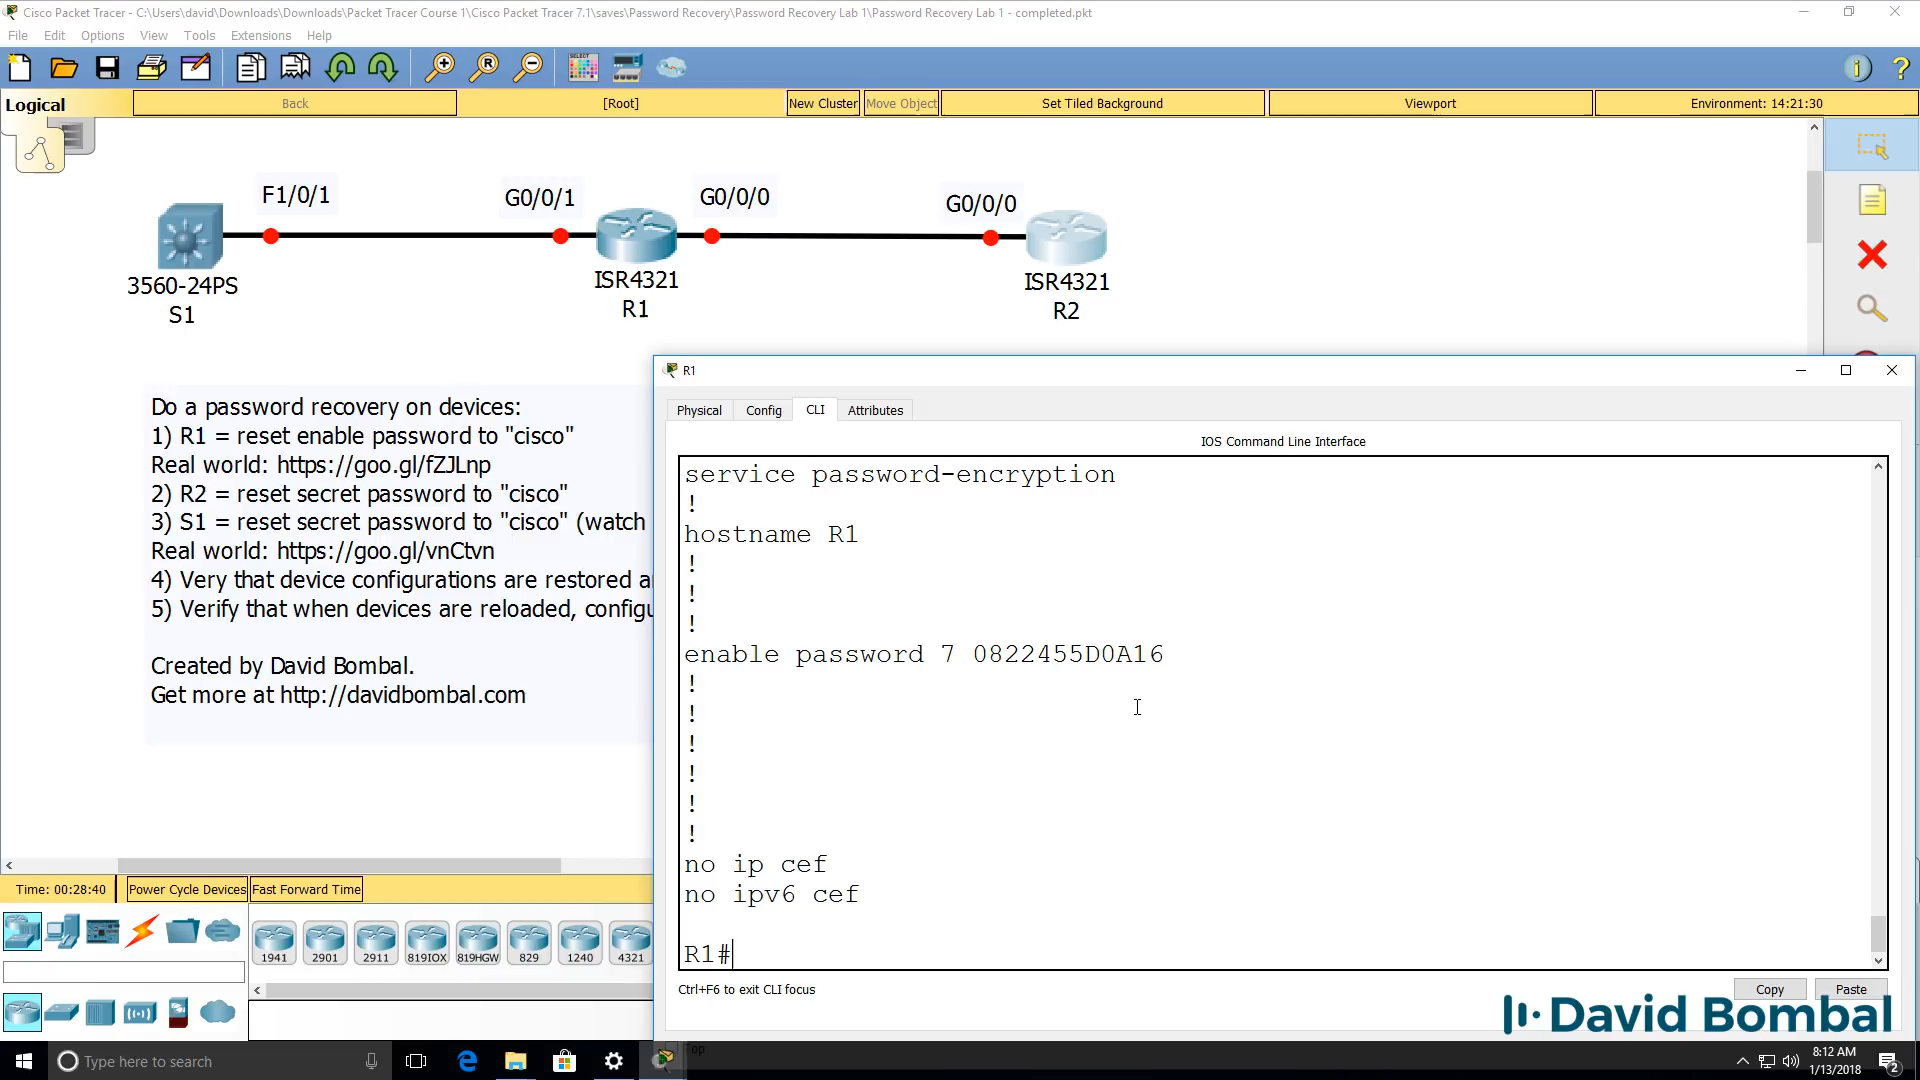 Cisco Packet Tracer - C:\Users\david\Downloads\Downloads\Packet Tracer Course 1\Cisco Packet Tracer 7.1\saves\Password Recovery\Password Recovery Lab 1\Password Recovery Lab 1 - completed.pkt
File Edit Options View Tools Extensions Help
Logical Back [Root] New Cluster Move Object Set Tiled Background Viewport Environment: 14:21:30
F1/0/1 G0/0/1 G0/0/0 G0/0/0
3560-24PS
S1
ISR4321
R1
ISR4321
R2
Do a password recovery on devices:
1) R1 = reset enable password to "cisco"
Real world: https://goo.gl/fZJLnp
2) R2 = reset secret password to "cisco"
3) S1 = reset secret password to "cisco" (watch
Real world: https://goo.gl/vnCtvn
4) Very that device configurations are restored
5) Verify that when devices are reloaded, configu
Created by David Bombal.
Get more at http://davidbombal.com
R1
Physical Config CLI Attributes
IOS Command Line Interface
service password-encryption
!
hostname R1
!
!
!
enable password 7 0822455D0A16
!
!
!
!
!
!
no ip cef
no ipv6 cef
R1#
Ctrl+F6 to exit CLI focus
Copy Paste
Time: 00:28:40 Power Cycle Devices Fast Forward Time
1941 2901 2911 819IOX 819HGW 829 1240 4321
David Bombal
Type here to search
8:12 AM
1/13/2018
2